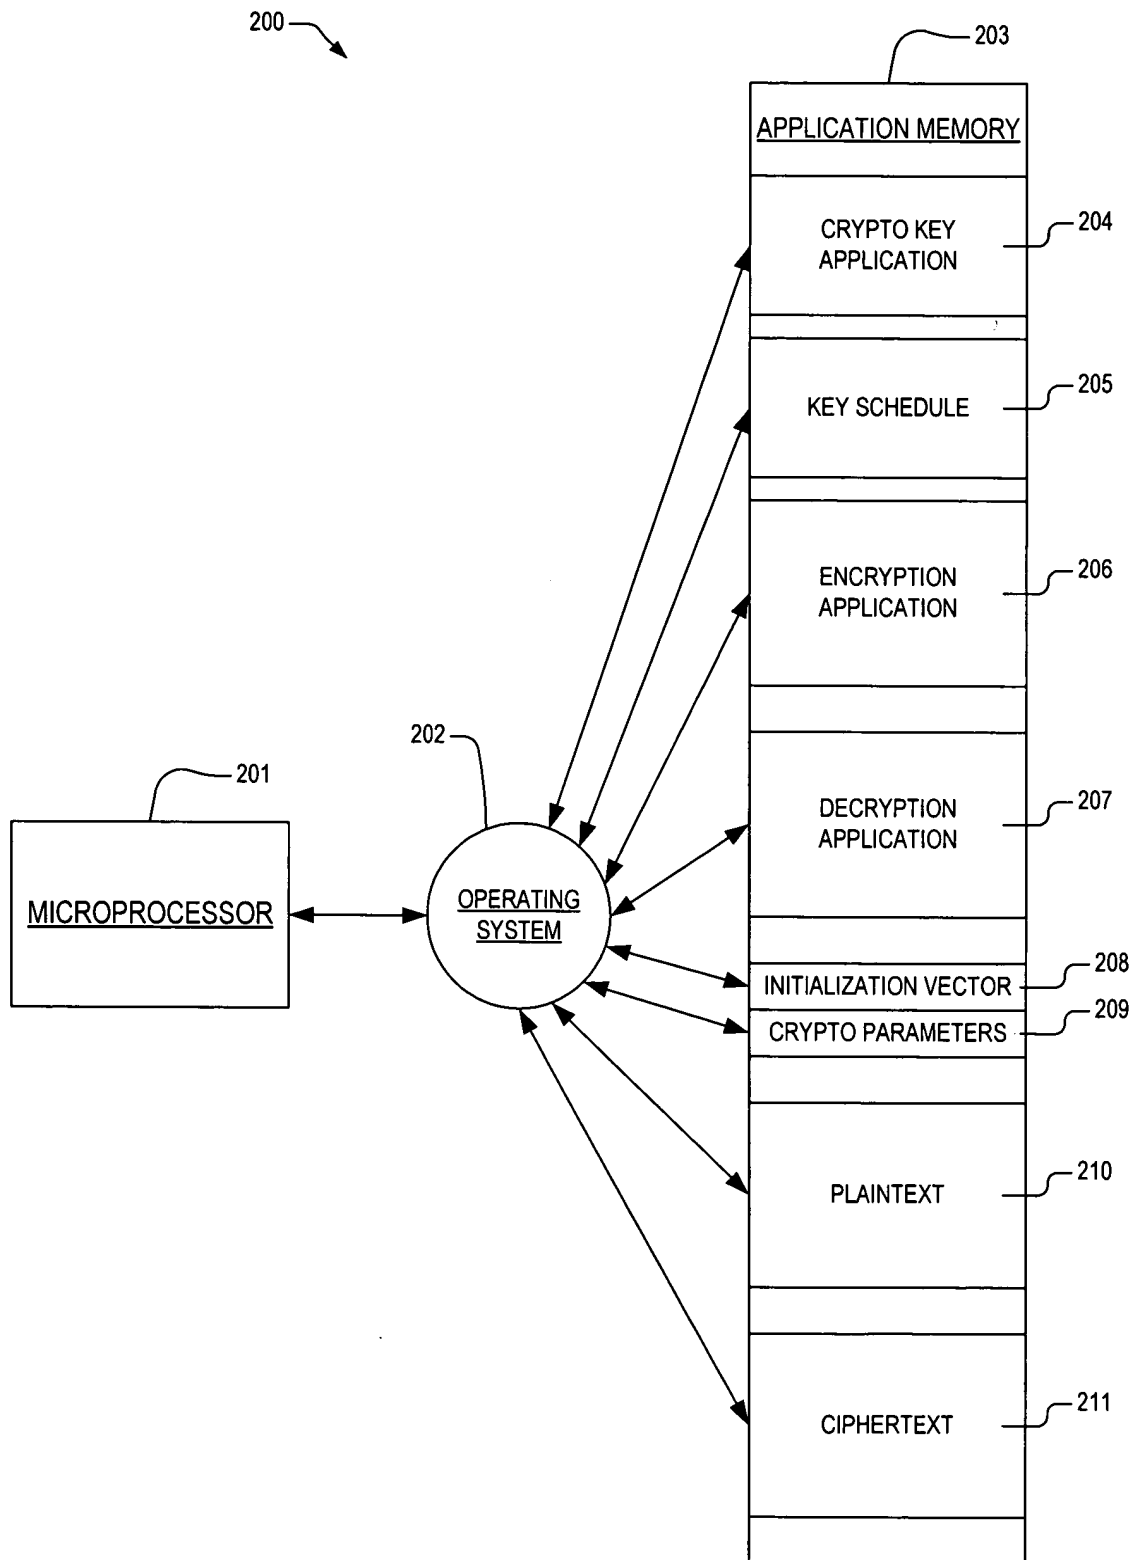 200
203
APPLICATION MEMORY
CRYPTO KEY
APPLICATION
204
KEY SCHEDULE
205
ENCRYPTION
APPLICATION
206
202
201
DECRYPTION
APPLICATION
207
MICROPROCESSOR
OPERATING
SYSTEM
INITIALIZATION VECTOR
208
CRYPTO PARAMETERS
209
PLAINTEXT
210
CIPHERTEXT
211